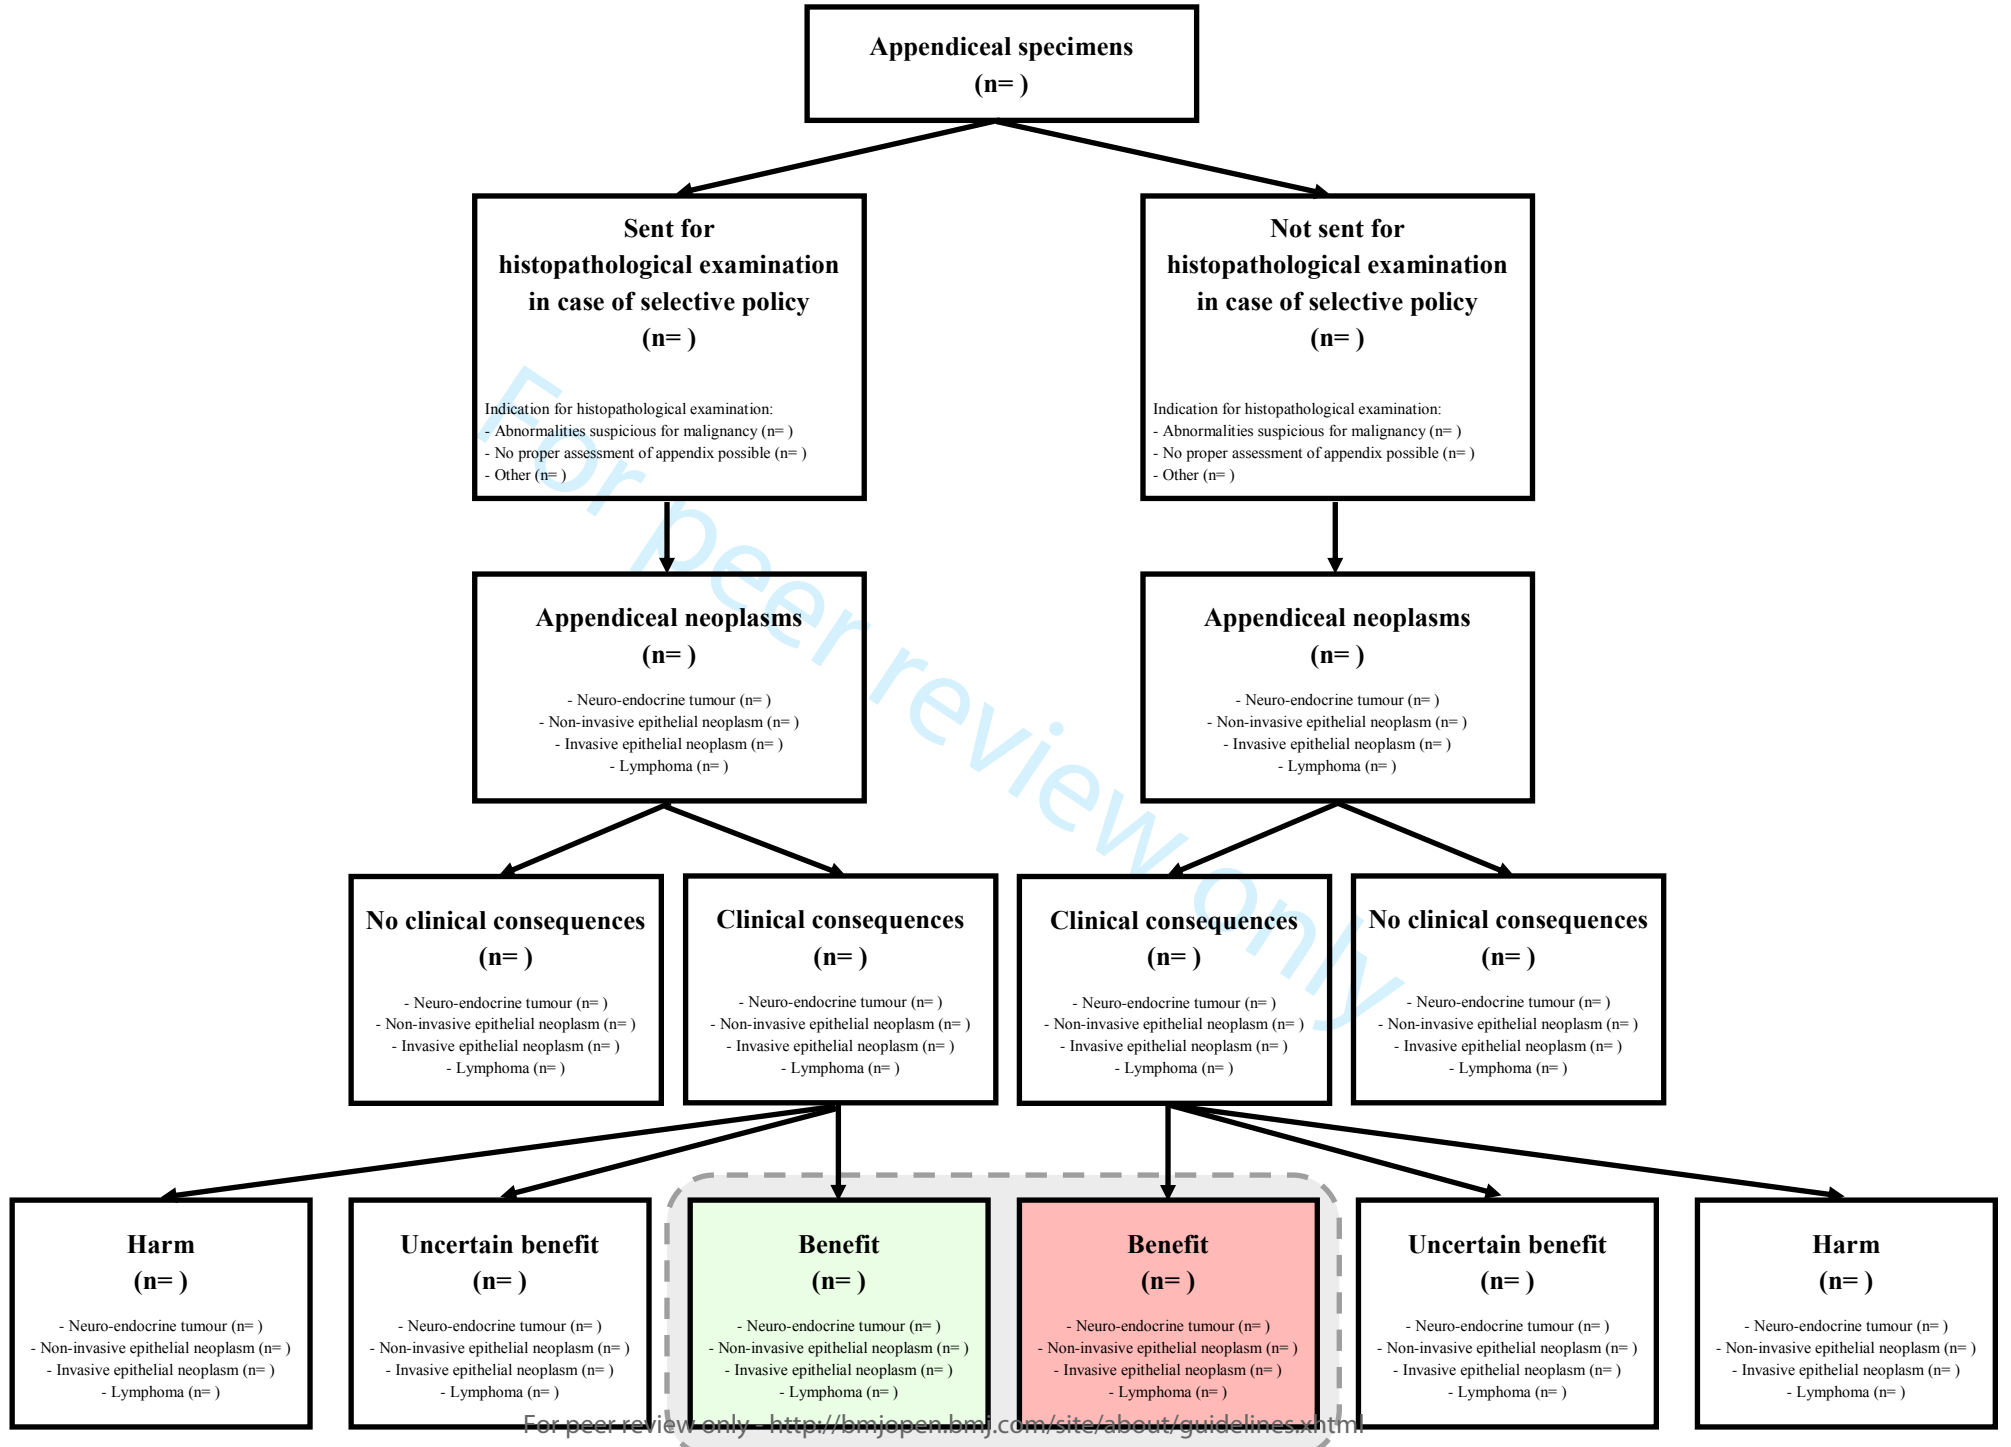 Appendiceal specimens
(n= )
Sent for
histopathological examination
in case of selective policy
(n= )
Indication for histopathological examination:
- Abnormalities suspicious for malignancy (n= )
- No proper assessment of appendix possible (n= )
- Other (n= )
Not sent for
histopathological examination
in case of selective policy
(n= )
Indication for histopathological examination:
- Abnormalities suspicious for malignancy (n= )
- No proper assessment of appendix possible (n= )
- Other (n= )
Appendiceal neoplasms
(n= )
- Neuro-endocrine tumour (n= )
- Non-invasive epithelial neoplasm (n= )
- Invasive epithelial neoplasm (n= )
- Lymphoma (n= )
Appendiceal neoplasms
(n= )
- Neuro-endocrine tumour (n= )
- Non-invasive epithelial neoplasm (n= )
- Invasive epithelial neoplasm (n= )
- Lymphoma (n= )
No clinical consequences
(n= )
- Neuro-endocrine tumour (n= )
- Non-invasive epithelial neoplasm (n= )
- Invasive epithelial neoplasm (n= )
- Lymphoma (n= )
Clinical consequences
(n= )
- Neuro-endocrine tumour (n= )
- Non-invasive epithelial neoplasm (n= )
- Invasive epithelial neoplasm (n= )
- Lymphoma (n= )
Clinical consequences
(n= )
- Neuro-endocrine tumour (n= )
- Non-invasive epithelial neoplasm (n= )
- Invasive epithelial neoplasm (n= )
- Lymphoma (n= )
No clinical consequences
(n= )
- Neuro-endocrine tumour (n= )
- Non-invasive epithelial neoplasm (n= )
- Invasive epithelial neoplasm (n= )
- Lymphoma (n= )
Harm
(n= )
- Neuro-endocrine tumour (n= )
- Non-invasive epithelial neoplasm (n= )
- Invasive epithelial neoplasm (n= )
- Lymphoma (n= )
Uncertain benefit
(n= )
- Neuro-endocrine tumour (n= )
- Non-invasive epithelial neoplasm (n= )
- Invasive epithelial neoplasm (n= )
- Lymphoma (n= )
Benefit
(n= )
- Neuro-endocrine tumour (n= )
- Non-invasive epithelial neoplasm (n= )
- Invasive epithelial neoplasm (n= )
- Lymphoma (n= )
Benefit
(n= )
- Neuro-endocrine tumour (n= )
- Non-invasive epithelial neoplasm (n= )
- Invasive epithelial neoplasm (n= )
- Lymphoma (n= )
Uncertain benefit
(n= )
- Neuro-endocrine tumour (n= )
- Non-invasive epithelial neoplasm (n= )
- Invasive epithelial neoplasm (n= )
- Lymphoma (n= )
Harm
(n= )
- Neuro-endocrine tumour (n= )
- Non-invasive epithelial neoplasm (n= )
- Invasive epithelial neoplasm (n= )
- Lymphoma (n= )
For peer review only
For peer review only - http://bmjopen.bmj.com/site/about/guidelines.xhtml